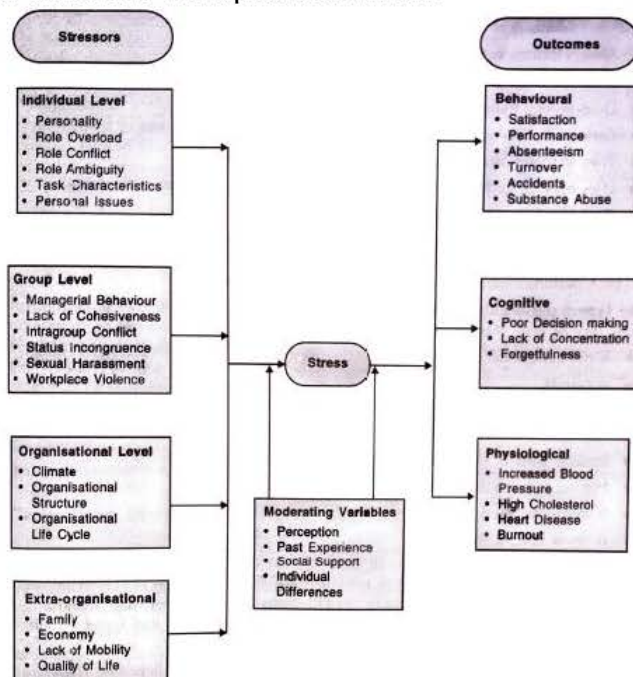 Stressors
Individual Level
• Personality
• Role Overload
• Role Conflict
• Role Ambiguity
• Task Characteristics
• Personal Issues
Group Level
• Managerial Behaviour
• Lack of Cohesiveness
• Intragroup Conflict
• Status Incongruence
• Sexual Harassment
• Workplace Violence
Organisational Level
• Climate
• Organisational
Structure
• Organisational
Life Cycle
Extra-organisational
• Family
• Economy
• Lack of Mobility
• Quality of Life
Stress
Moderating Variables
• Perception
• Past Experience
• Social Support
• Individual
Differences
Outcomes
Behavioural
• Satisfaction
• Performance
• Absenteeism
• Turnover
• Accidents
• Substance Abuse
Cognitive
• Poor Decision making
• Lack of Concentration
• Forgetfulness
Physiological
• Increased Blood
Pressure
• High Cholesterol
• Heart Disease
• Burnout